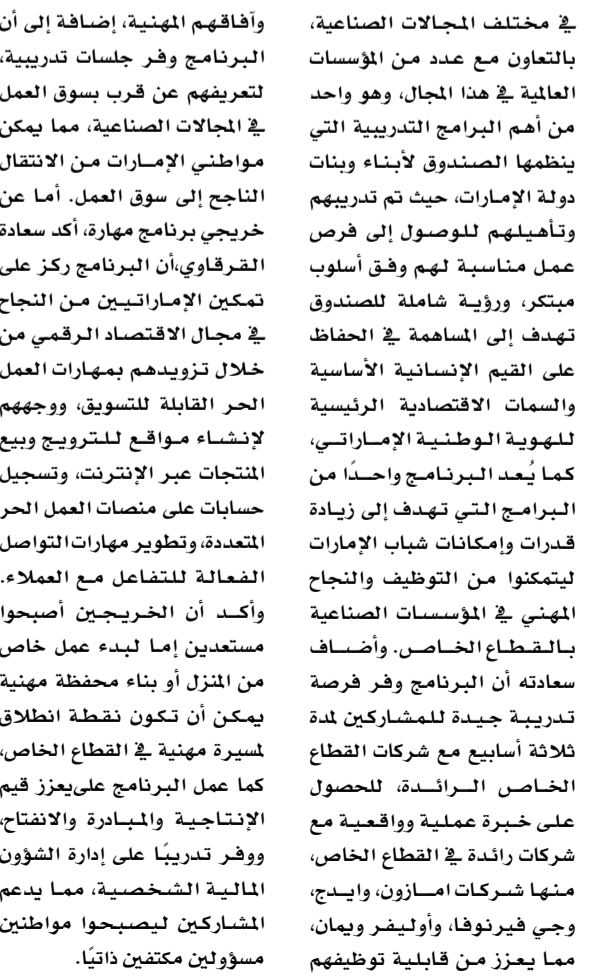 في مختلف المجالات الصناعية،
بالتعاون مع عدد من المؤسسات
العالمية في هذا المجال، وهو واحد
من أهم البرامج التدريبية التي
ينظمها الصندوق لأبناء وبنات
دولة الإمارات، حيث تم تدريبهم
وتأهيلهم للوصول إلى فرص
عمل مناسبة لهم وفق أسلوب
مبتكر، ورؤية شاملة للصندوق
تهدف إلى المساهمة في الحفاظ
على القيم الإنسانية الأساسية
والسمات الاقتصادية الرئيسية
للهوية الوطنية الإماراتي،
كما يُعد البرنامج واحدًا من
البرامج التي تهدف إلى زيادة
قدرات وإمكانات شباب الإمارات
ليتمكنوا من التوظيف والنجاح
المهني في المؤسسات الصناعية
بالقطاع الخاص. وأضاف
سعادته أن البرنامج وفر فرصة
تدريبة جيدة للمشاركين لمدة
ثلاثة أسابيع مع شركات القطاع
الخاص الرائدة، للحصول
على خبرة عملية وواقعية مع
شركات رائدة في القطاع الخاص،
منها شركات امازون، وايدج،
وجي فيرنوفا، وأوليفر ويمان،
مما يعزز من قابلية توظيفهم
وآفاقهم المهنية، إضافة إلى أن
البرنامج وفر جلسات تدريبية،
لتعريفهم عن قرب بسوق العمل
في المجالات الصناعية، مما يمكن
مواطني الإمارات من الانتقال
الناجح إلى سوق العمل. أما عن
خريجي برنامج مهارة، أكد سعادة
القرقاوي،أن البرنامج ركز على
تمكين الإماراتيين من النجاح
في مجال الاقتصاد الرقمي من
خلال تزويدهم بمهارات العمل
الحر القابلة للتسويق، ووجههم
لإنشاء مواقع للترويج وبيع
المنتجات عبر الإنترنت، وتسجيل
حسابات على منصات العمل الحر
المتعددة، وتطوير مهارات التواصل
الفعالة للتفاعل مع العملاء.
وأكد أن الخريجين أصبحوا
مستعدين إما لبدء عمل خاص
من المنزل أو بناء محفظة مهنية
يمكن أن تكون نقطة انطلاق
لمسيرة مهنية في القطاع الخاص،
كما عمل البرنامج علىيعزز قيم
الإنتاجية والمبادرة والانفتاح،
ووفر تدريبًا على إدارة الشؤون
المالية الشخصية، مما يدعم
المشاركين ليصبحوا مواطنين
مسؤولين مكتفين ذاتيًا.